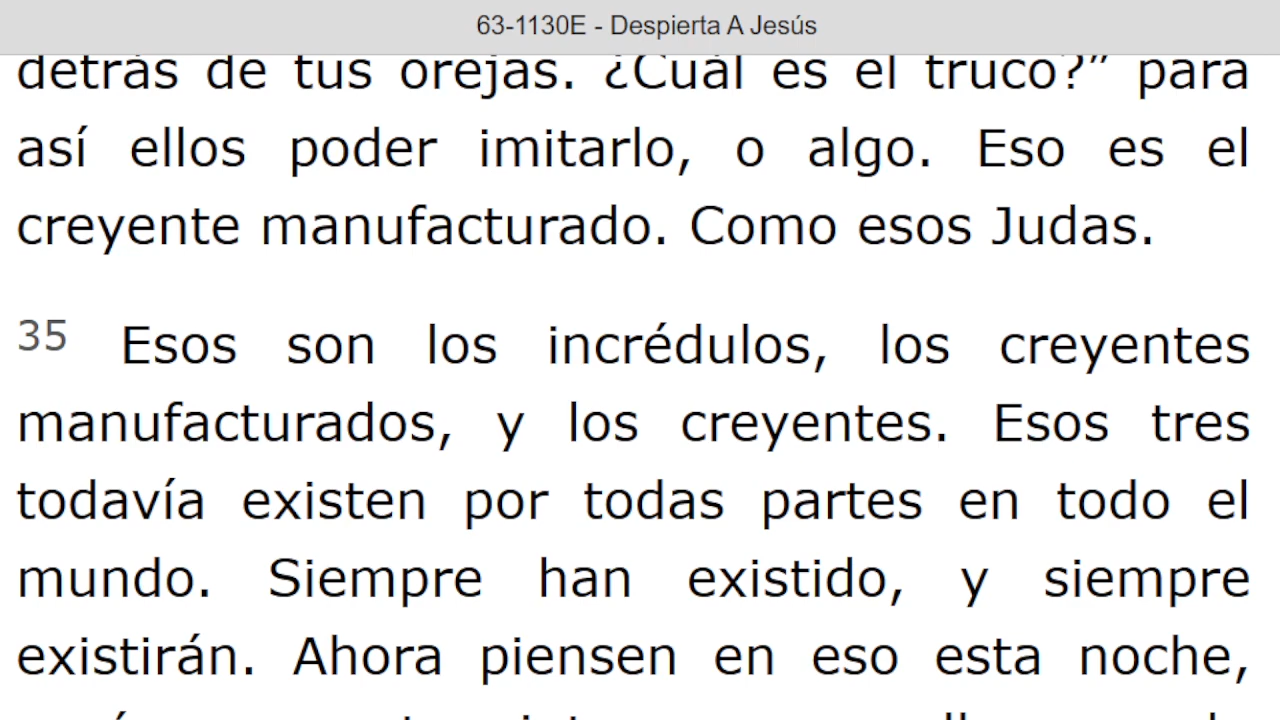 63-1130E - Despierta A Jesús
detrás de tus orejas. ¿Cuál es el truco?” para
así ellos poder imitarlo, o algo. Eso es el
creyente manufacturado. Como esos Judas.
35 Esos son los incrédulos, los creyentes
manufacturados, y los creyentes. Esos tres
todavía existen por todas partes en todo el
mundo. Siempre han existido, y siempre
existirán. Ahora piensen en eso esta noche,